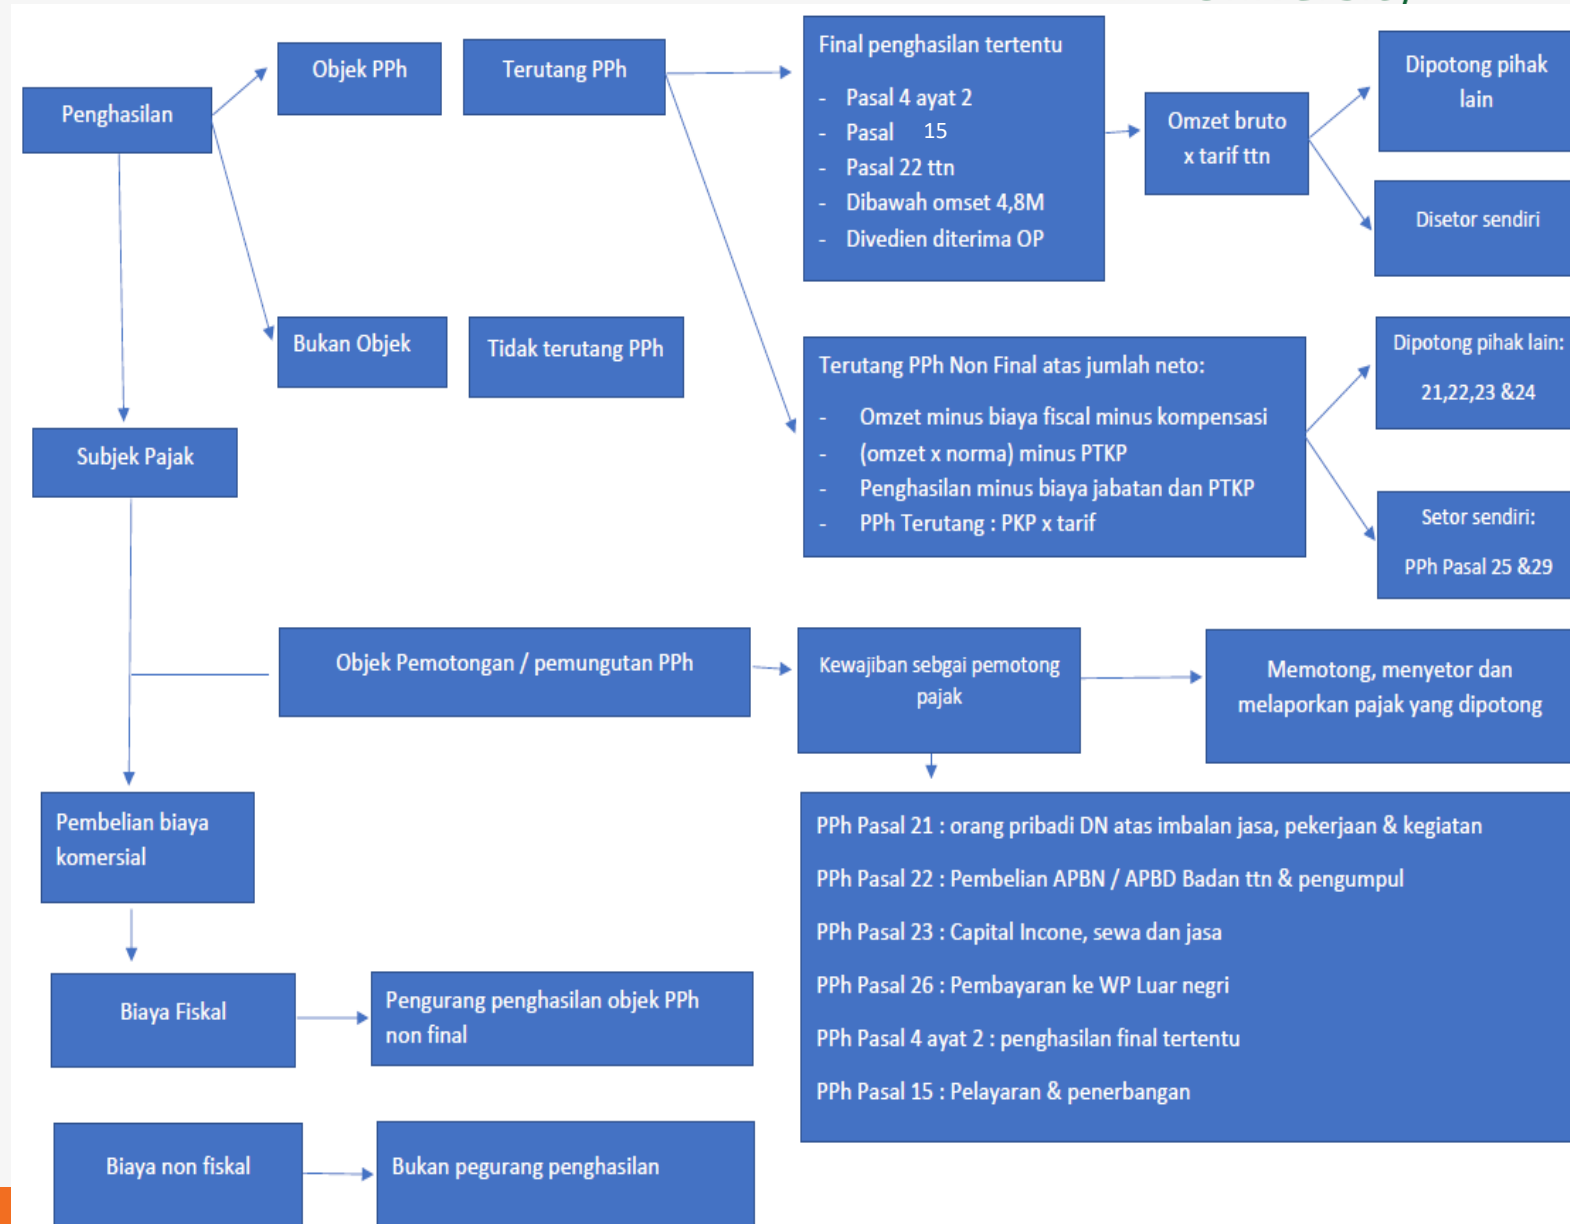 Penghasilan
Objek PPh
Terutang PPh
Final penghasilan tertentu
- Pasal 4 ayat 2
- Pasal 15
- Pasal 22 ttn
- Dibawah omset 4,8M
- Divedien diterima OP
Omzet bruto
x tarif ttn
Dipotong pihak
lain
Disetor sendiri
Bukan Objek
Tidak terutang PPh
Terutang PPh Non Final atas jumlah neto:
- Omzet minus biaya fiscal minus kompensasi
- (omzet x norma) minus PTKP
- Penghasilan minus biaya jabatan dan PTKP
- PPh Terutang : PKP x tarif
Dipotong pihak lain:
21,22,23 &24
Setor sendiri:
PPh Pasal 25 &29
Subjek Pajak
Objek Pemotongan / pemungutan PPh
Kewajiban sebgai pemotong
pajak
Memotong, menyetor dan
melaporkan pajak yang dipotong
PPh Pasal 21 : orang pribadi DN atas imbalan jasa, pekerjaan & kegiatan
PPh Pasal 22 : Pembelian APBN / APBD Badan ttn & pengumpul
PPh Pasal 23 : Capital Incone, sewa dan jasa
PPh Pasal 26 : Pembayaran ke WP Luar negri
PPh Pasal 4 ayat 2 : penghasilan final tertentu
PPh Pasal 15 : Pelayaran & penerbangan
Pembelian biaya
komersial
Biaya Fiskal
Pengurang penghasilan objek PPh
non final
Biaya non fiskal
Bukan pegurang penghasilan